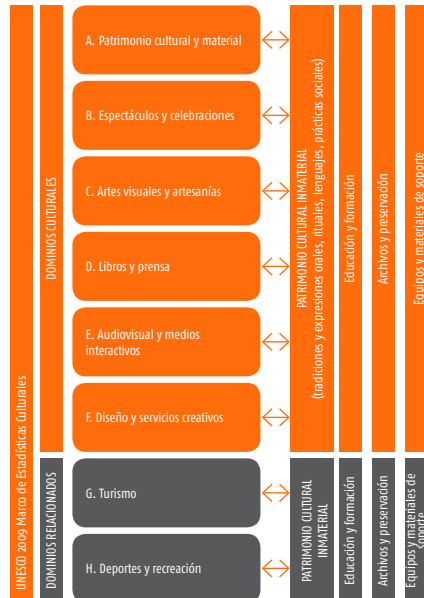 UNESCO 2009 Marco de Estadísticas Culturales
DOMINIOS CULTURALES
A. Patrimonio cultural y material
B. Espectáculos y celebraciones
C. Artes visuales y artesanías
D. Libros y prensa
E. Audiovisual y medios
interactivos
F. Diseño y servicios creativos
PATRIMONIO CULTURAL INMATERIAL
(tradiciones y expresiones orales, rituales, lenguajes, prácticas sociales)
Educación y formación
Archivos y preservación
Equipos y materiales de soporte
DOMINIOS RELACIONADOS
G. Turismo
H. Deportes y recreación
PATRIMONIO CULTURAL
INMATERIAL
Educación y formación
Archivos y preservación
Equipos y materiales de
soporte